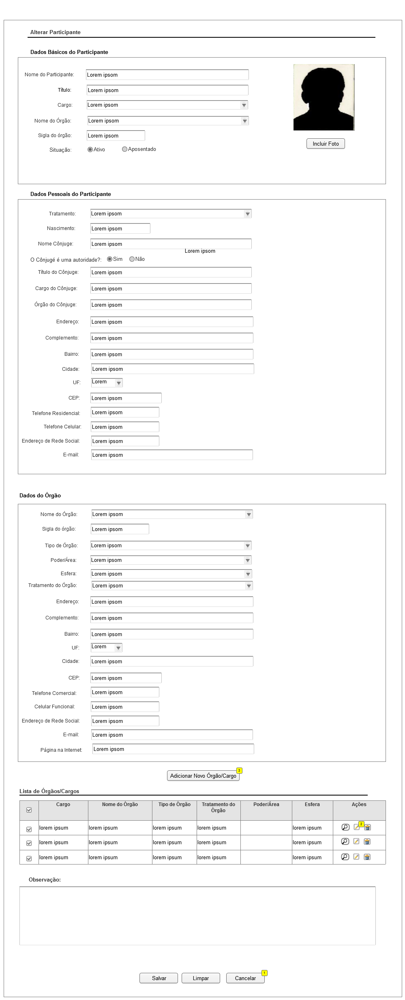 Alterar Participante
Dados Básicos do Participante
Nome do Participante: Lorem ipsom
Título: Lorem ipsom
Cargo: Lorem ipsom
Nome do Órgão: Lorem ipsom
Sigla do órgão: Lorem ipsom
Situação: Ativo Aposentado
Incluir Foto
Dados Pessoais do Participante
Tratamento: Lorem ipsom
Nascimento: Lorem ipsom
Nome Cônjuge: Lorem ipsom
Lorem ipsom
O Cônjugé é uma autoridade?: Sim Não
Título do Cônjuge: Lorem ipsom
Cargo do Cônjuge: Lorem ipsom
Órgão do Cônjuge: Lorem ipsom
Endereço: Lorem ipsom
Complemento: Lorem ipsom
Bairro: Lorem ipsom
Cidade: Lorem ipsom
UF: Lorem
CEP: Lorem ipsom
Telefone Residencial: Lorem ipsom
Telefone Celular: Lorem ipsom
Endereço de Rede Social: Lorem ipsom
E-mail: Lorem ipsom
Dados do Órgão
Nome do Órgão: Lorem ipsom
Sigla do órgão: Lorem ipsom
Tipo de Órgão: Lorem ipsom
Poder/Área: Lorem ipsom
Esfera: Lorem ipsom
Tratamento do Órgão: Lorem ipsom
Endereço: Lorem ipsom
Complemento: Lorem ipsom
Bairro: Lorem ipsom
UF: Lorem
Cidade: Lorem ipsom
CEP: Lorem ipsom
Telefone Comercial: Lorem ipsom
Celular Funcional: Lorem ipsom
Endereço de Rede Social: Lorem ipsom
E-mail: Lorem ipsom
Página na Internet: Lorem ipsom
Adicionar Novo Órgão/Cargo 3
Lista de Órgãos/Cargos
Cargo Nome do Órgão Tipo de Órgão Tratamento do Órgão Poder/Área Esfera Ações
lorem ipsum lorem ipsum lorem ipsum lorem ipsum lorem ipsum 2
lorem ipsum lorem ipsum lorem ipsum lorem ipsum lorem ipsum
lorem ipsum lorem ipsum lorem ipsum lorem ipsum lorem ipsum
Observação:
Salvar Limpar Cancelar 1